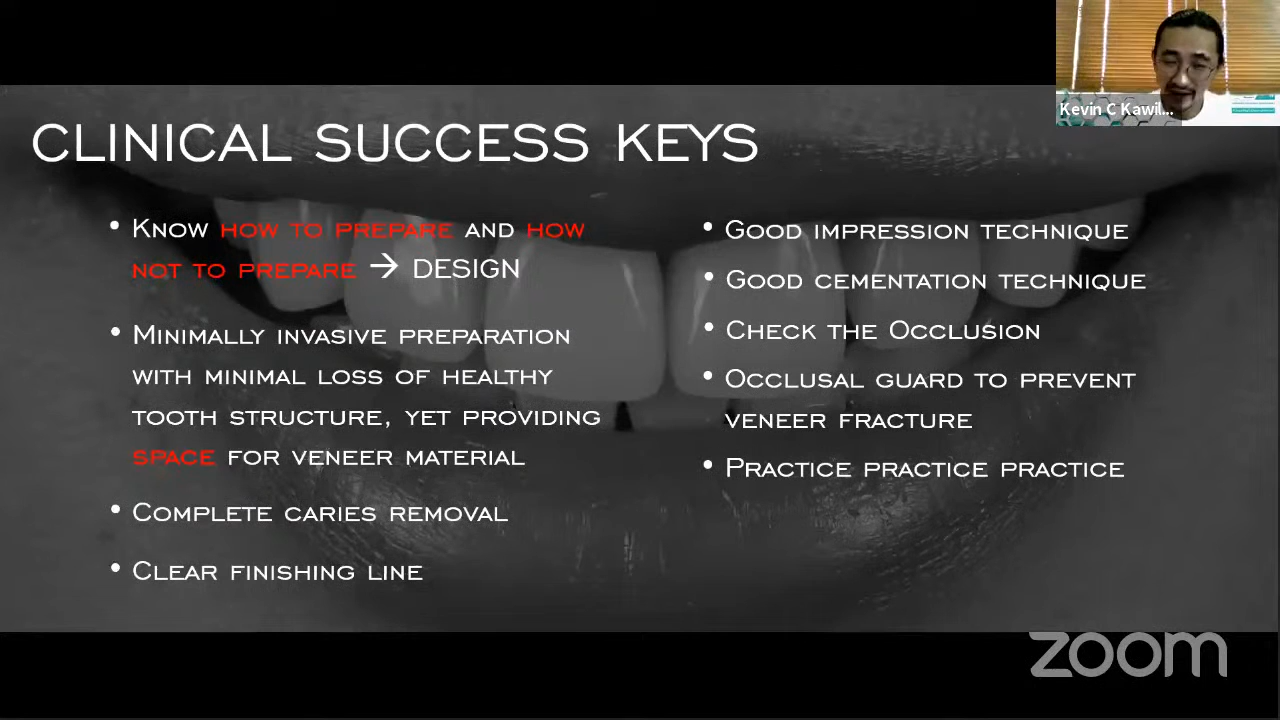 Kevin C Kawil...
CLINICAL SUCCESS KEYS
• KNOW HOW TO PREPARE AND HOW
NOT TO PREPARE → DESIGN
• MINIMALLY INVASIVE PREPARATION
WITH MINIMAL LOSS OF HEALTHY
TOOTH STRUCTURE, YET PROVIDING
SPACE FOR VENEER MATERIAL
• COMPLETE CARIES REMOVAL
• CLEAR FINISHING LINE
• GOOD IMPRESSION TECHNIQUE
• GOOD CEMENTATION TECHNIQUE
• CHECK THE OCCLUSION
• OCCLUSAL GUARD TO PREVENT
VENEER FRACTURE
• PRACTICE PRACTICE PRACTICE
zoom